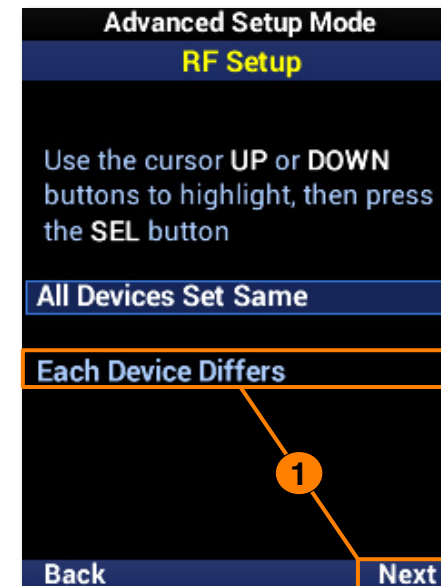 Advanced Setup Mode
RF Setup
Use the cursor UP or DOWN
buttons to highlight, then press
the SEL button
All Devices Set Same
Each Device Differs
1
Back Next